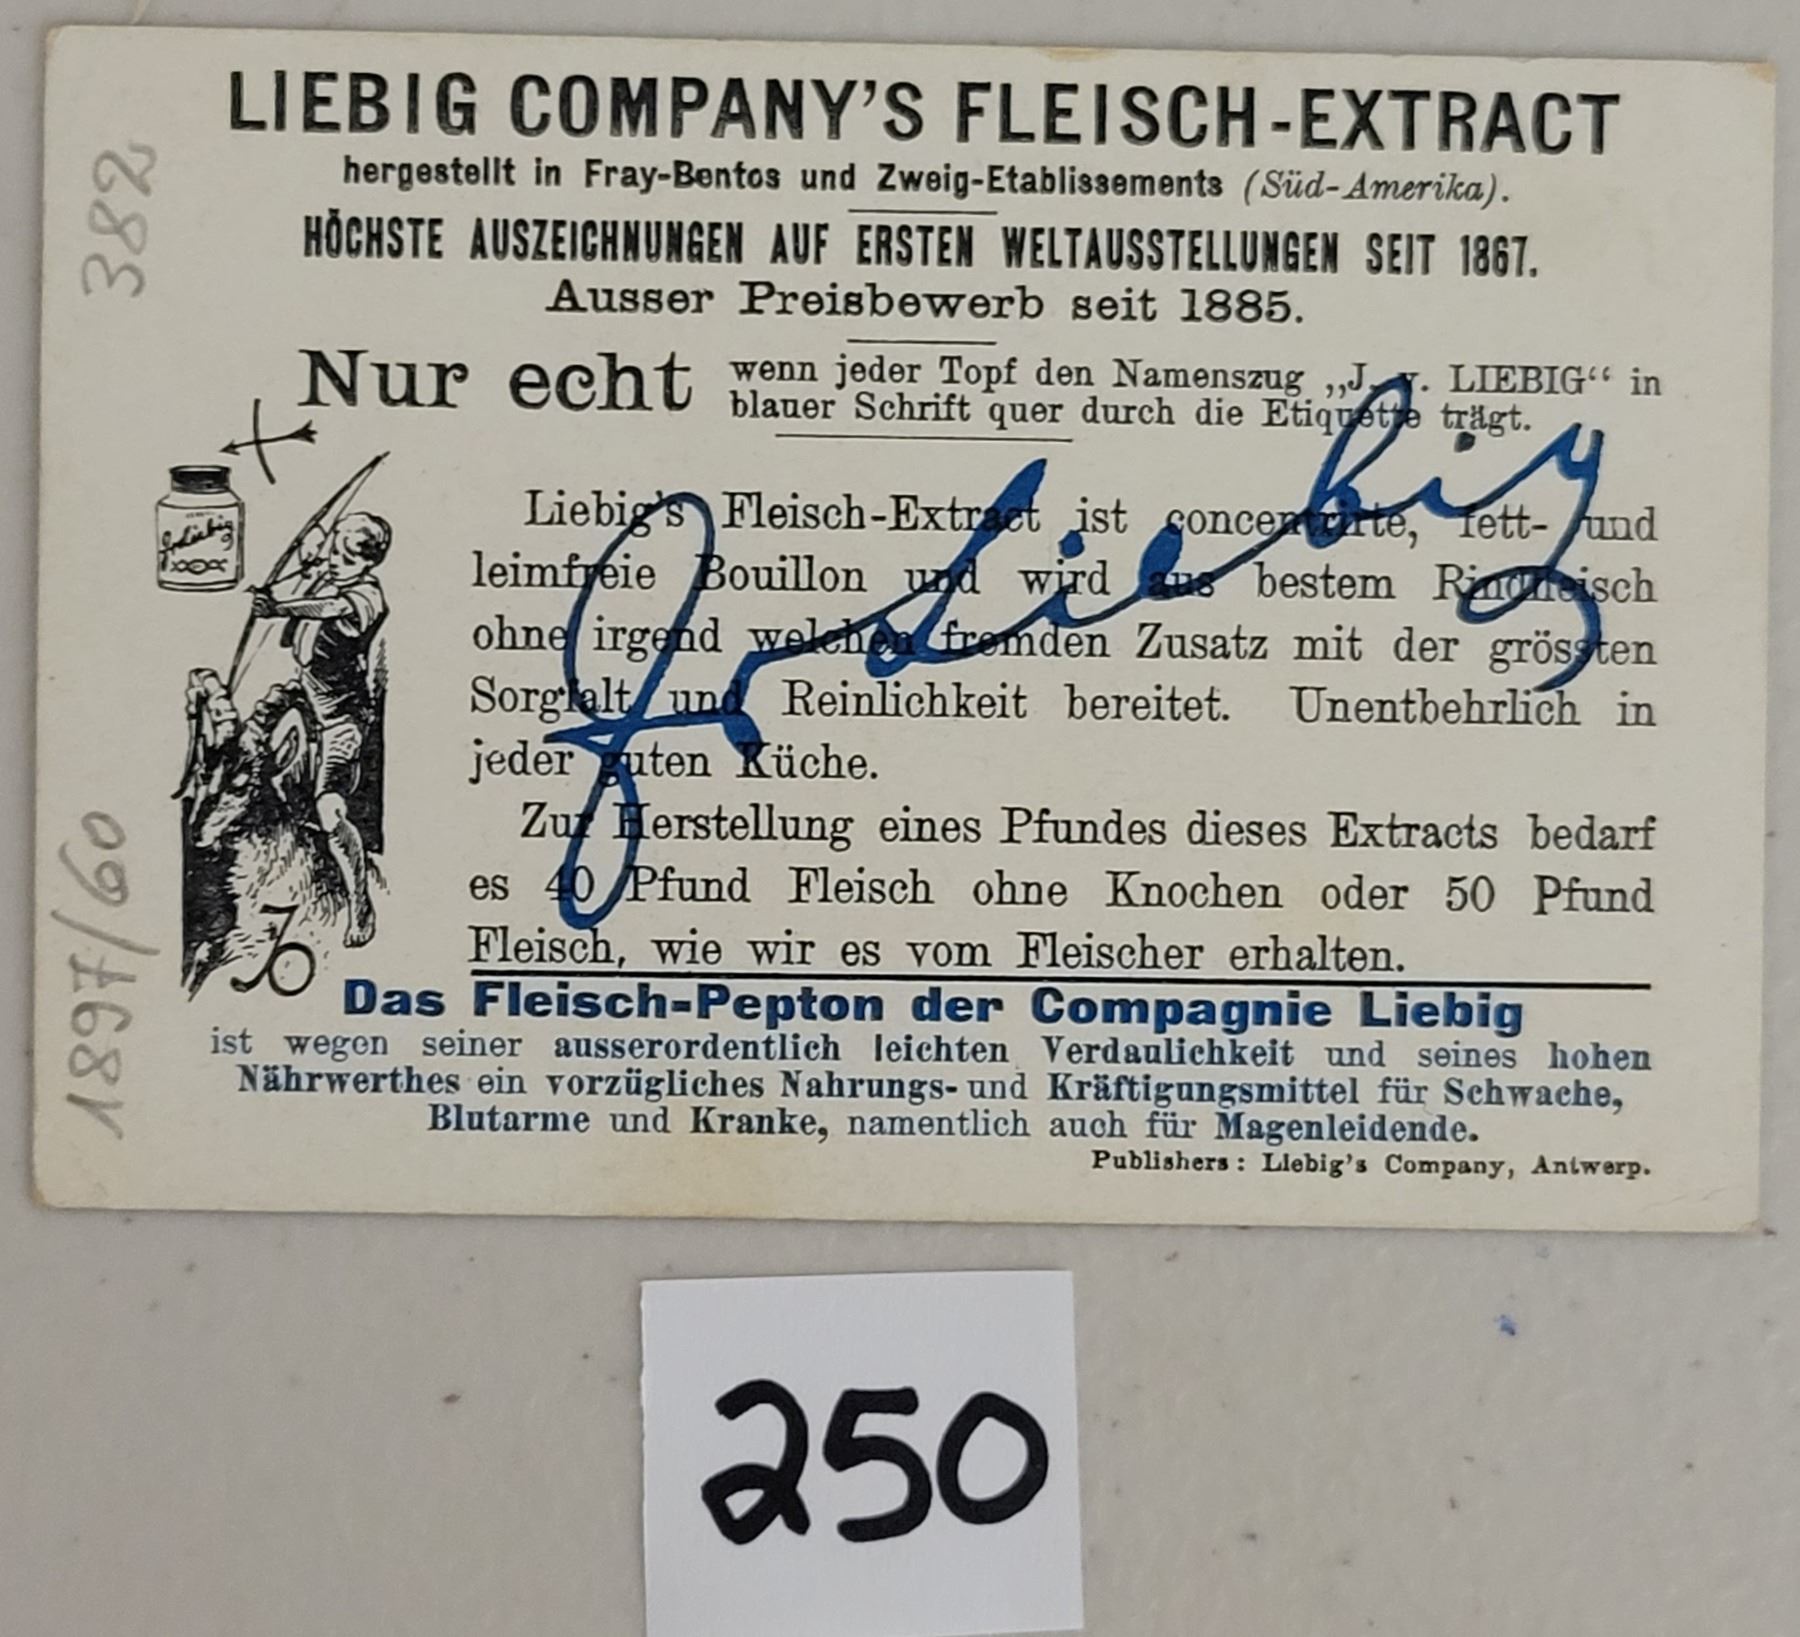 LIEBIG COMPANY'S FLEISCH-EXTRACT
hergestellt in Fray-Bentos und Zweig-Etablissements (Süd-Amerika).
HÖCHSTE AUSZEICHNUNGEN AUF ERSTEN WELTAUSSTELLUNGEN SEIT 1867.
Ausser Preisbewerb seit 1885.
Nur echt wenn jeder Topf den Namenszug „J. v. LIEBIG“ in
blauer Schrift quer durch die Etiquette trägt.
Liebig's Fleisch-Extract ist concentrirte, fett- und
leimfreie Bouillon und wird aus bestem Rindfleisch
ohne irgend welchen fremden Zusatz mit der grössten
Sorgfalt und Reinlichkeit bereitet. Unentbehrlich in
jeder guten Küche.
Zur Herstellung eines Pfundes dieses Extracts bedarf
es 40 Pfund Fleisch ohne Knochen oder 50 Pfund
Fleisch, wie wir es vom Fleischer erhalten.
JvLiebig
JvLiebig
Das Fleisch-Pepton der Compagnie Liebig
ist wegen seiner ausserordentlich leichten Verdaulichkeit und seines hohen
Nährwerthes ein vorzügliches Nahrungs- und Kräftigungsmittel für Schwache,
Blutarme und Kranke, namentlich auch für Magenleidende.
Publishers: Liebig's Company, Antwerp.
382
1897/60
250